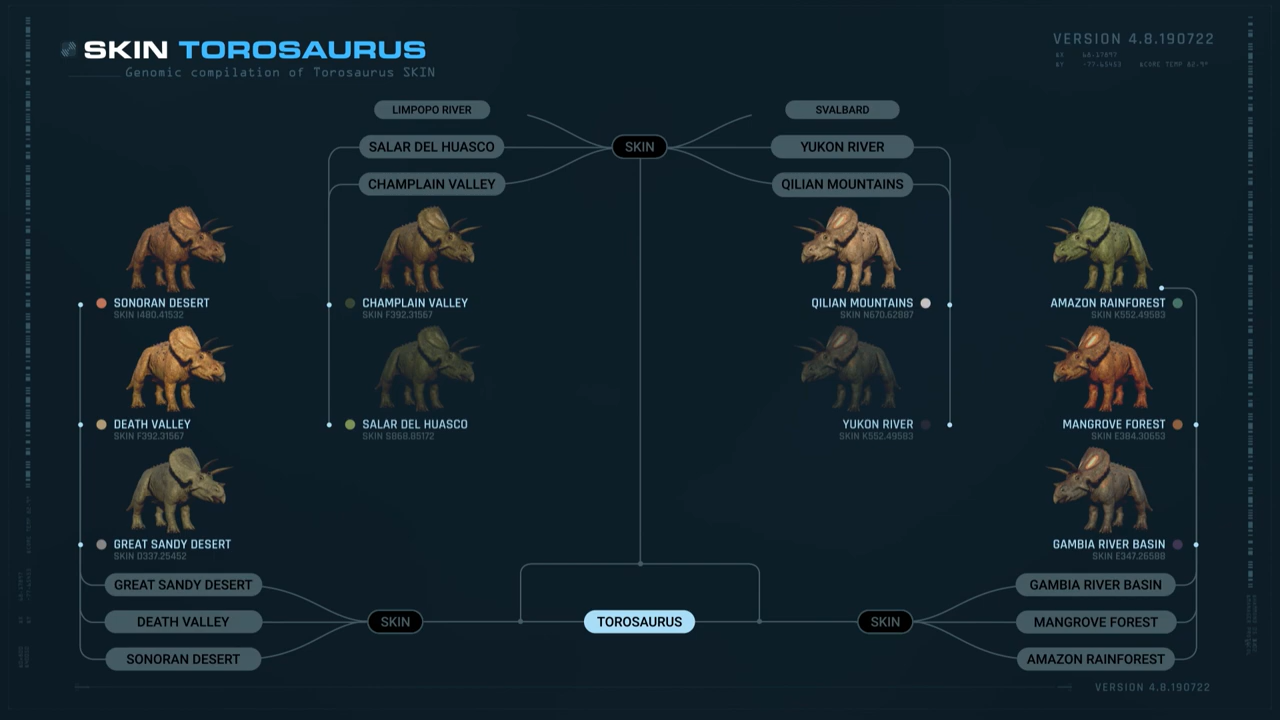 SKIN TOROSAURUS
Genomic compilation of Torosaurus SKIN
VERSION 4.8.190722
LIMPOPO RIVER
SVALBARD
SALAR DEL HUASCO
SKIN
YUKON RIVER
CHAMPLAIN VALLEY
QILIAN MOUNTAINS
SONORAN DESERT
SKIN I480.41532
CHAMPLAIN VALLEY
SKIN F392.31567
QILIAN MOUNTAINS
SKIN N670.62887
AMAZON RAINFOREST
SKIN K552.49583
DEATH VALLEY
SKIN F392.31567
SALAR DEL HUASCO
SKIN S868.85172
YUKON RIVER
SKIN K552.49583
MANGROVE FOREST
SKIN E384.30653
GREAT SANDY DESERT
SKIN D337.25452
GAMBIA RIVER BASIN
SKIN E347.26588
GREAT SANDY DESERT
GAMBIA RIVER BASIN
DEATH VALLEY
SKIN
TOROSAURUS
SKIN
MANGROVE FOREST
SONORAN DESERT
AMAZON RAINFOREST
VERSION 4.8.190722